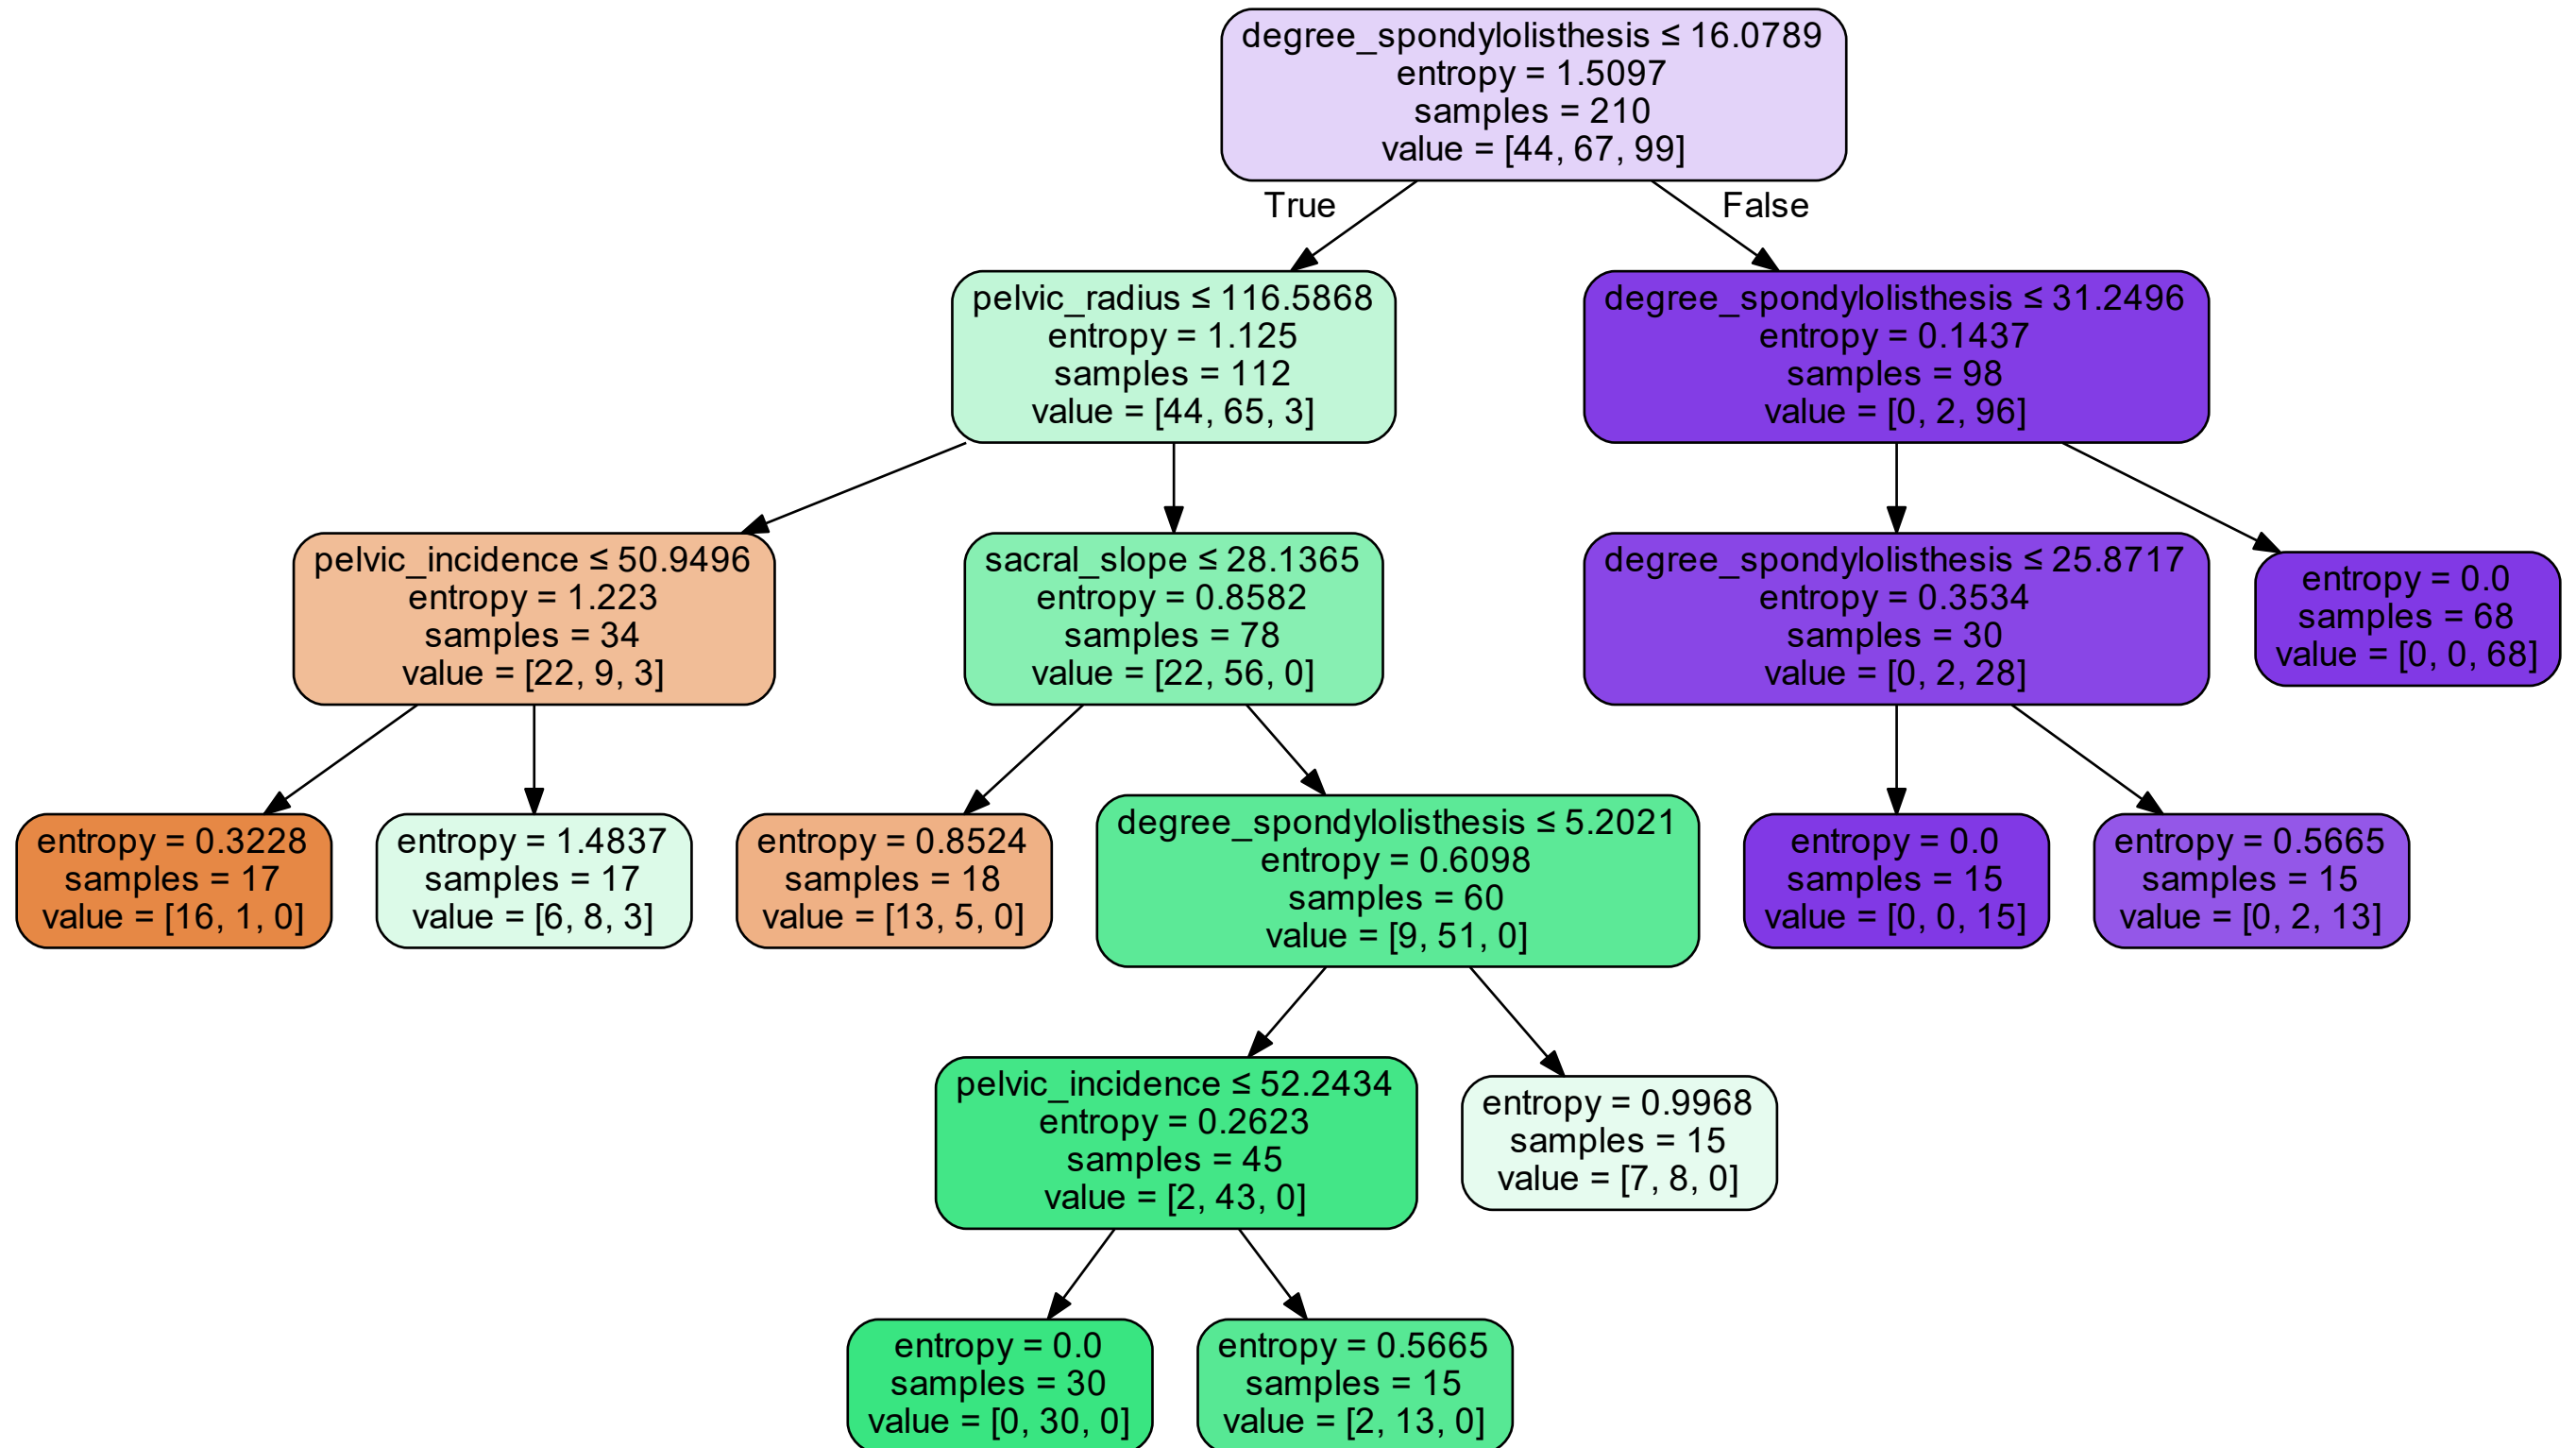 degree_spondylolisthesis ≤ 16.0789
entropy = 1.5097
samples = 210
value = [44, 67, 99]
True
False
pelvic_radius ≤ 116.5868
entropy = 1.125
samples = 112
value = [44, 65, 3]
degree_spondylolisthesis ≤ 31.2496
entropy = 0.1437
samples = 98
value = [0, 2, 96]
pelvic_incidence ≤ 50.9496
entropy = 1.223
samples = 34
value = [22, 9, 3]
sacral_slope ≤ 28.1365
entropy = 0.8582
samples = 78
value = [22, 56, 0]
degree_spondylolisthesis ≤ 25.8717
entropy = 0.3534
samples = 30
value = [0, 2, 28]
entropy = 0.0
samples = 68
value = [0, 0, 68]
entropy = 0.3228
samples = 17
value = [16, 1, 0]
entropy = 1.4837
samples = 17
value = [6, 8, 3]
entropy = 0.8524
samples = 18
value = [13, 5, 0]
degree_spondylolisthesis ≤ 5.2021
entropy = 0.6098
samples = 60
value = [9, 51, 0]
entropy = 0.0
samples = 15
value = [0, 0, 15]
entropy = 0.5665
samples = 15
value = [0, 2, 13]
pelvic_incidence ≤ 52.2434
entropy = 0.2623
samples = 45
value = [2, 43, 0]
entropy = 0.9968
samples = 15
value = [7, 8, 0]
entropy = 0.0
samples = 30
value = [0, 30, 0]
entropy = 0.5665
samples = 15
value = [2, 13, 0]